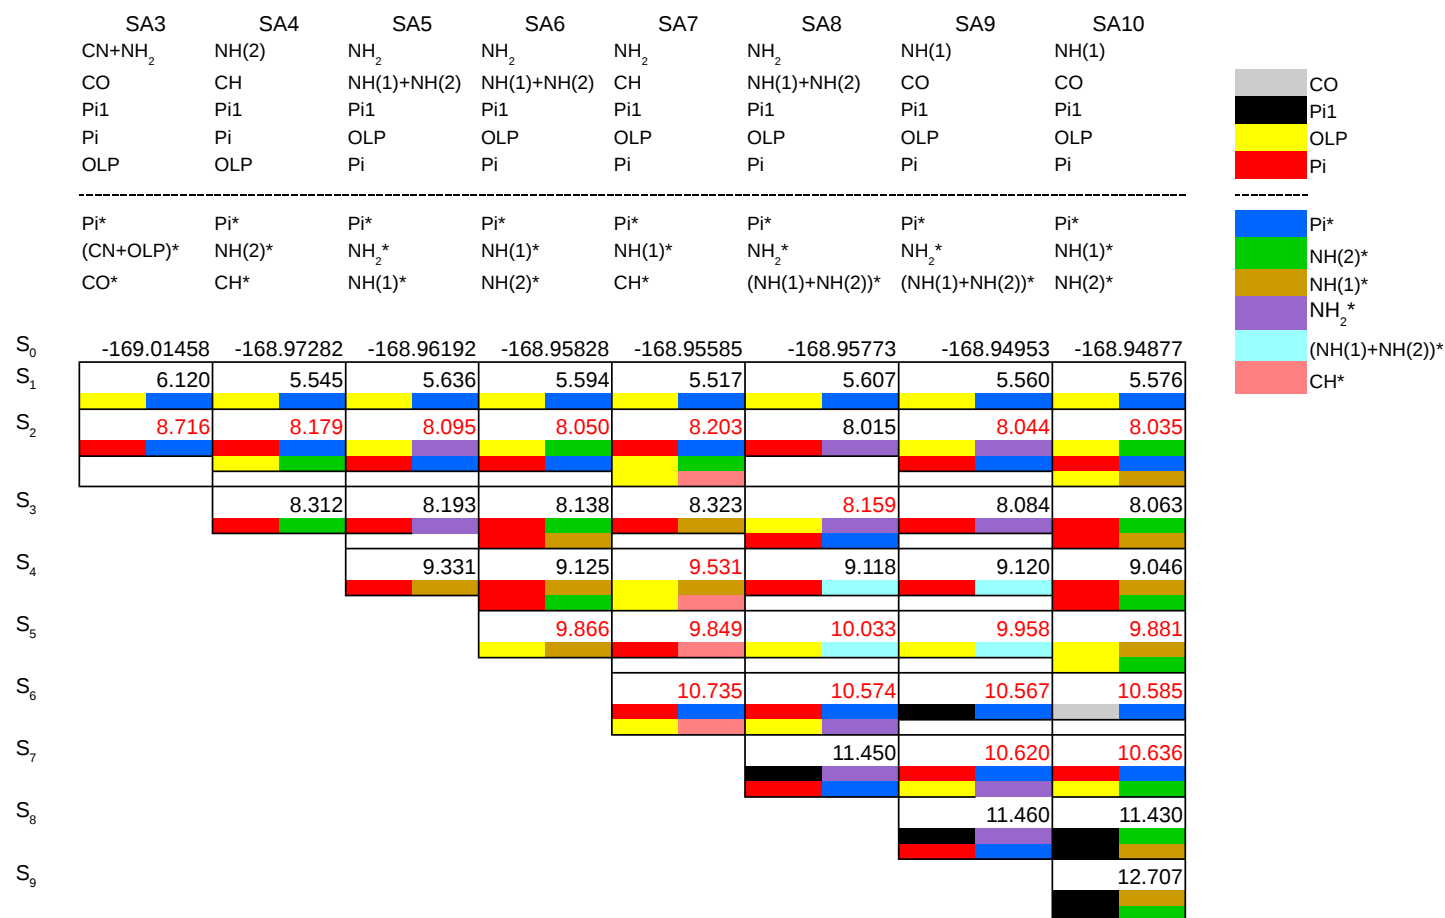 SA3 SA4 SA5 SA6 SA7 SA8 SA9 SA10
CN+NH2 NH(2) NH2 NH2 NH2 NH2 NH(1) NH(1)
CO CH NH(1)+NH(2) NH(1)+NH(2) CH NH(1)+NH(2) CO CO CO
Pi1 Pi1 Pi1 Pi1 Pi1 Pi1 Pi1 Pi1 Pi1
Pi Pi OLP OLP OLP OLP OLP OLP OLP
OLP OLP Pi Pi Pi Pi Pi Pi Pi
Pi* Pi* Pi* Pi* Pi* Pi* Pi* Pi* Pi*
(CN+OLP)* NH(2)* NH2* NH(1)* NH(1)* NH2* NH2* NH(1)* NH(2)*
CO* CH* NH(1)* NH(2)* CH* (NH(1)+NH(2))* (NH(1)+NH(2))* NH(2)* NH(1)*
NH2*
S0 -169.01458 -168.97282 -168.96192 -168.95828 -168.95585 -168.95773 -168.94953 -168.94877 (NH(1)+NH(2))*
S1 6.120 5.545 5.636 5.594 5.517 5.607 5.560 5.576 CH*
S2 8.716 8.179 8.095 8.050 8.203 8.015 8.044 8.035
S3 8.312 8.193 8.138 8.323 8.159 8.084 8.063
S4 9.331 9.125 9.531 9.118 9.120 9.046
S5 9.866 9.849 10.033 9.958 9.881
S6 10.735 10.574 10.567 10.585
S7 11.450 10.620 10.636
S8 11.460 11.430
S9 12.707